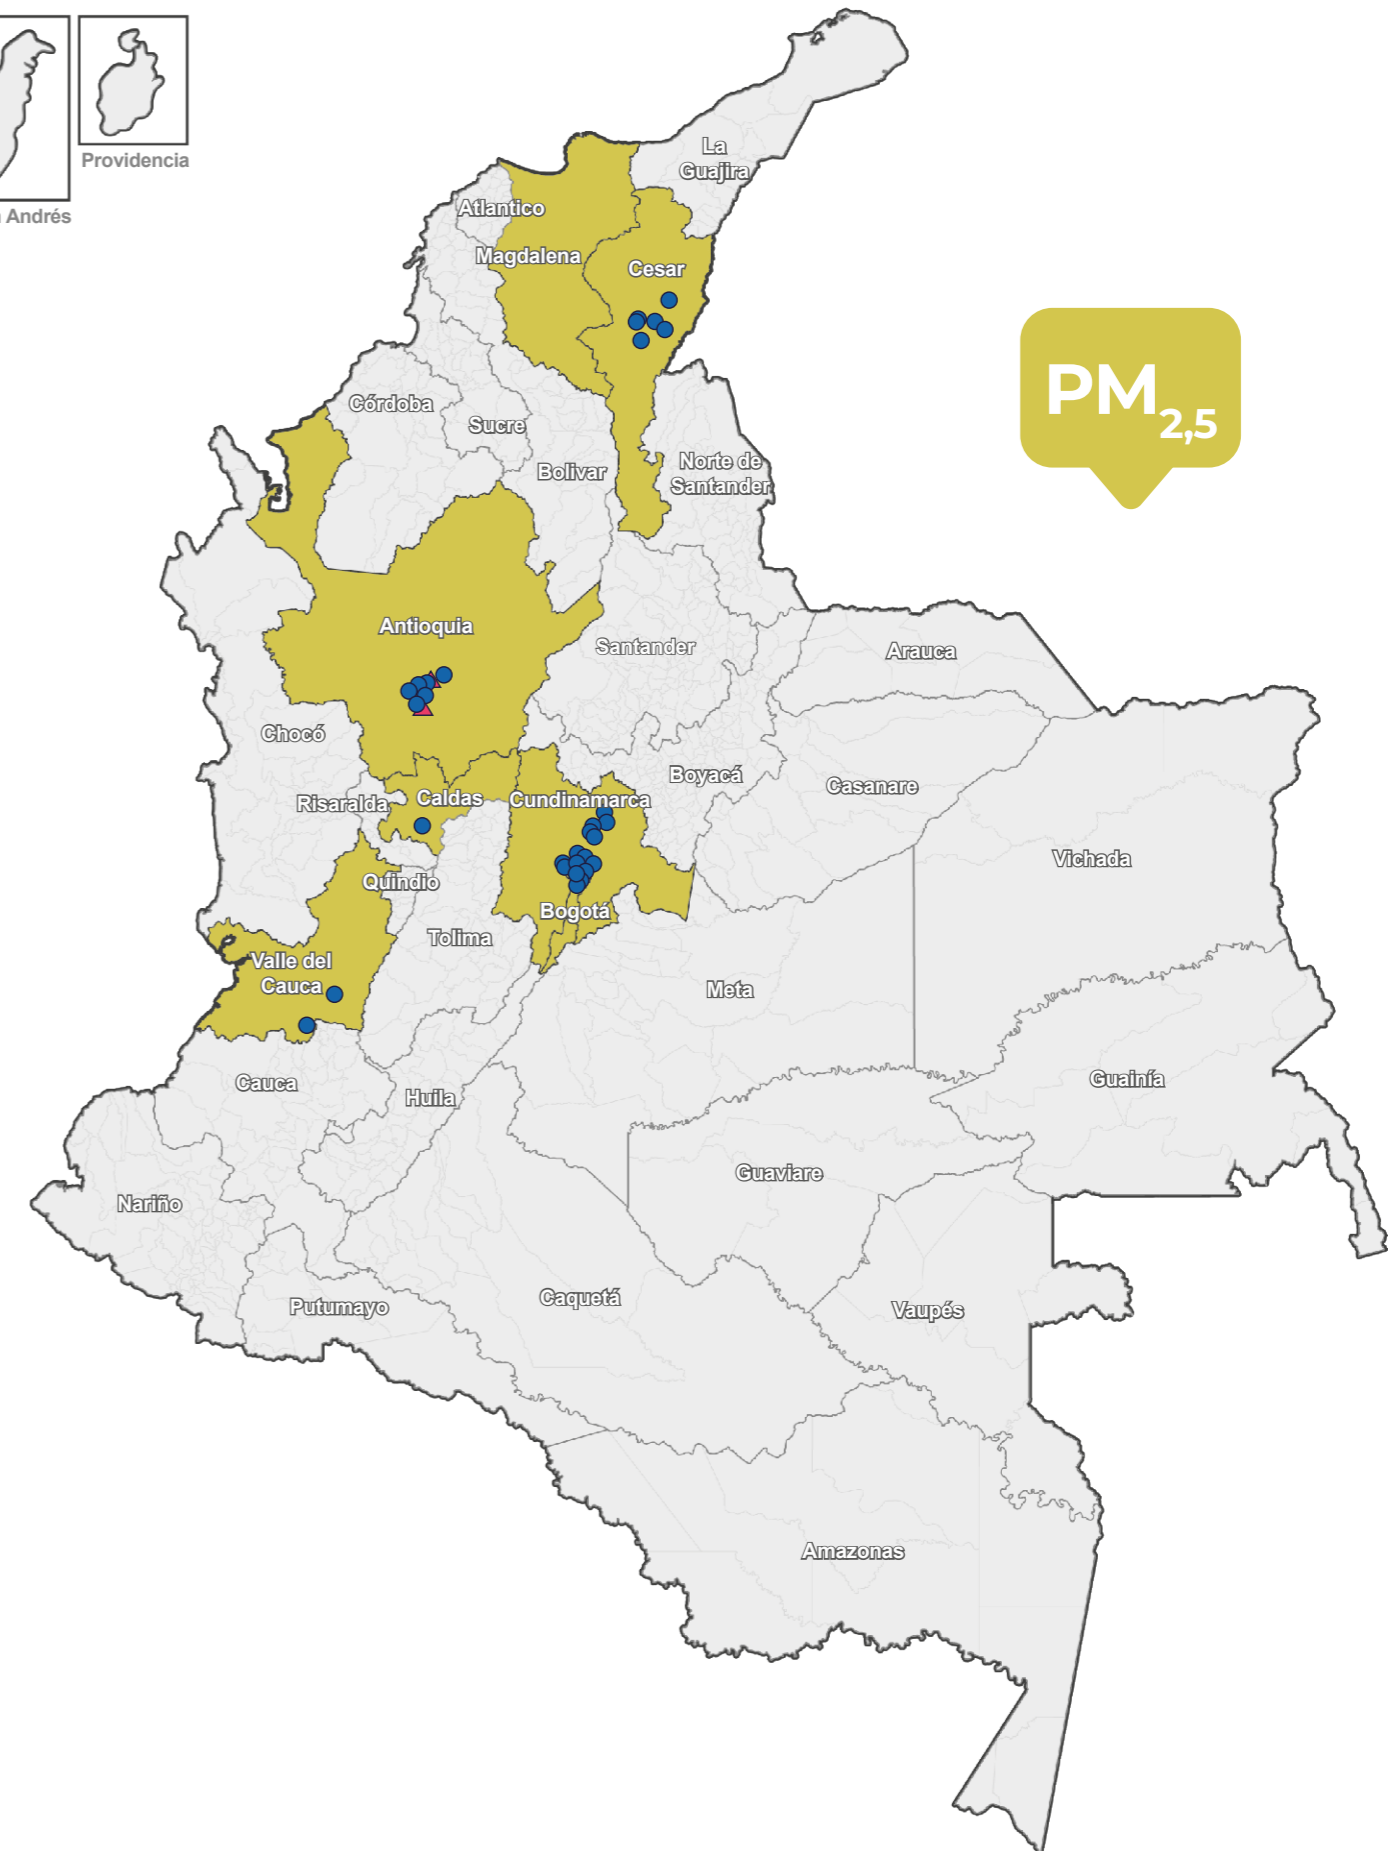 Providencia
Andrés
La
Guajira
Atlantico
Magdalena
Cesar
PM2,5
Córdoba
Sucre
Bolivar
Norte de
Santander
Antioquia
Santander
Arauca
Chocó
Boyacá
Casanare
Risaralda
Caldas
Cundinamarca
Vichada
Quindio
Bogotá
Tolima
Valle del
Cauca
Meta
Cauca
Huila
Guainía
Guaviare
Nariño
Caquetá
Putumayo
Vaupés
Amazonas